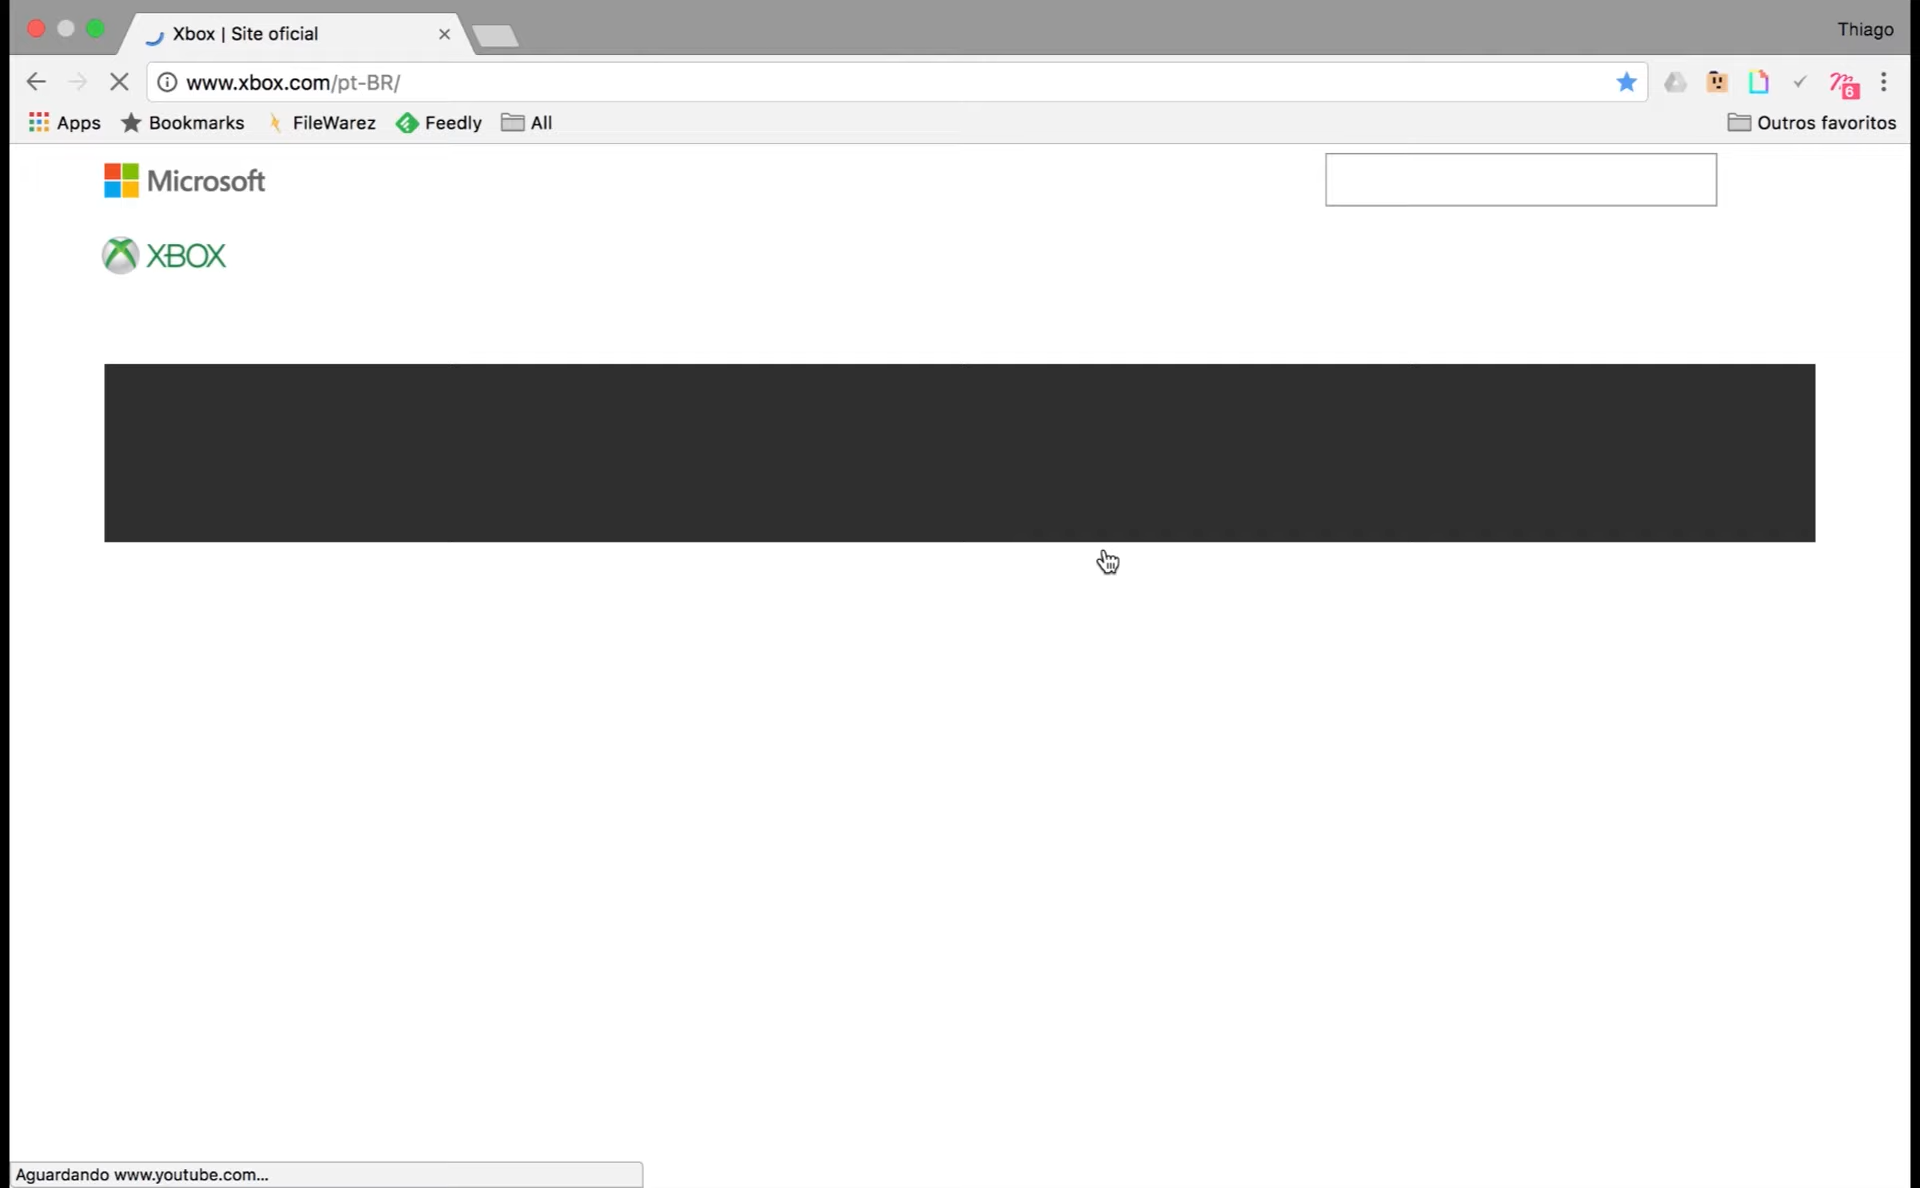 Xbox | Site oficial
Thiago
www.xbox.com/pt-BR/
6
Apps
Bookmarks
FileWarez
Feedly
All
Outros favoritos
Microsoft
XBOX
Aguardando www.youtube.com...